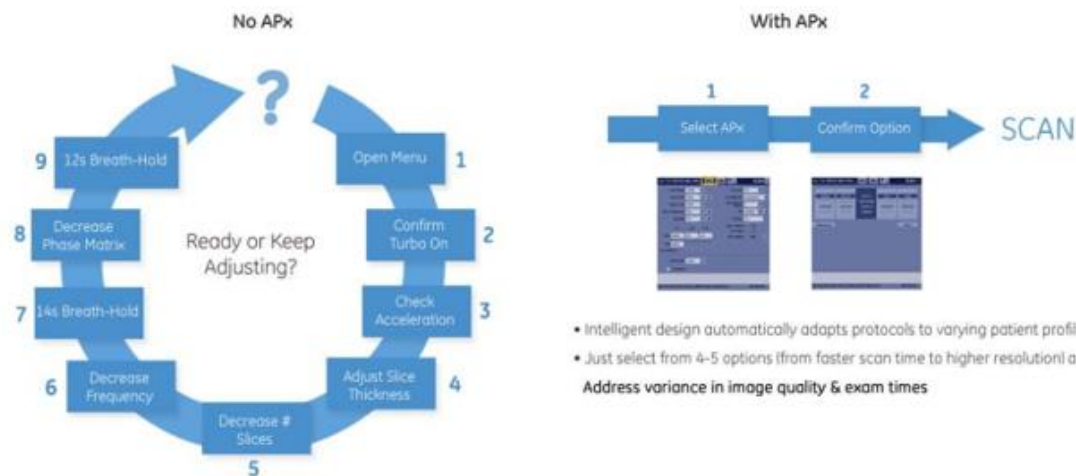 No APx
?
Open Menu
1
Confirm
Turbo On
2
Check
Acceleration
3
Adjust Slice
Thickness
4
Decrease #
Slices
5
Decrease
Frequency
6
14s Breath-Hold
7
Decrease
Phase Matrix
8
12s Breath-Hold
9
Ready or Keep
Adjusting?
With APx
1
Select APx
2
Confirm Option
SCAN
• Intelligent design automatically adapts protocols to varying patient profil
• Just select from 4-5 options (from faster scan time to higher resolution) a
Address variance in image quality & exam times